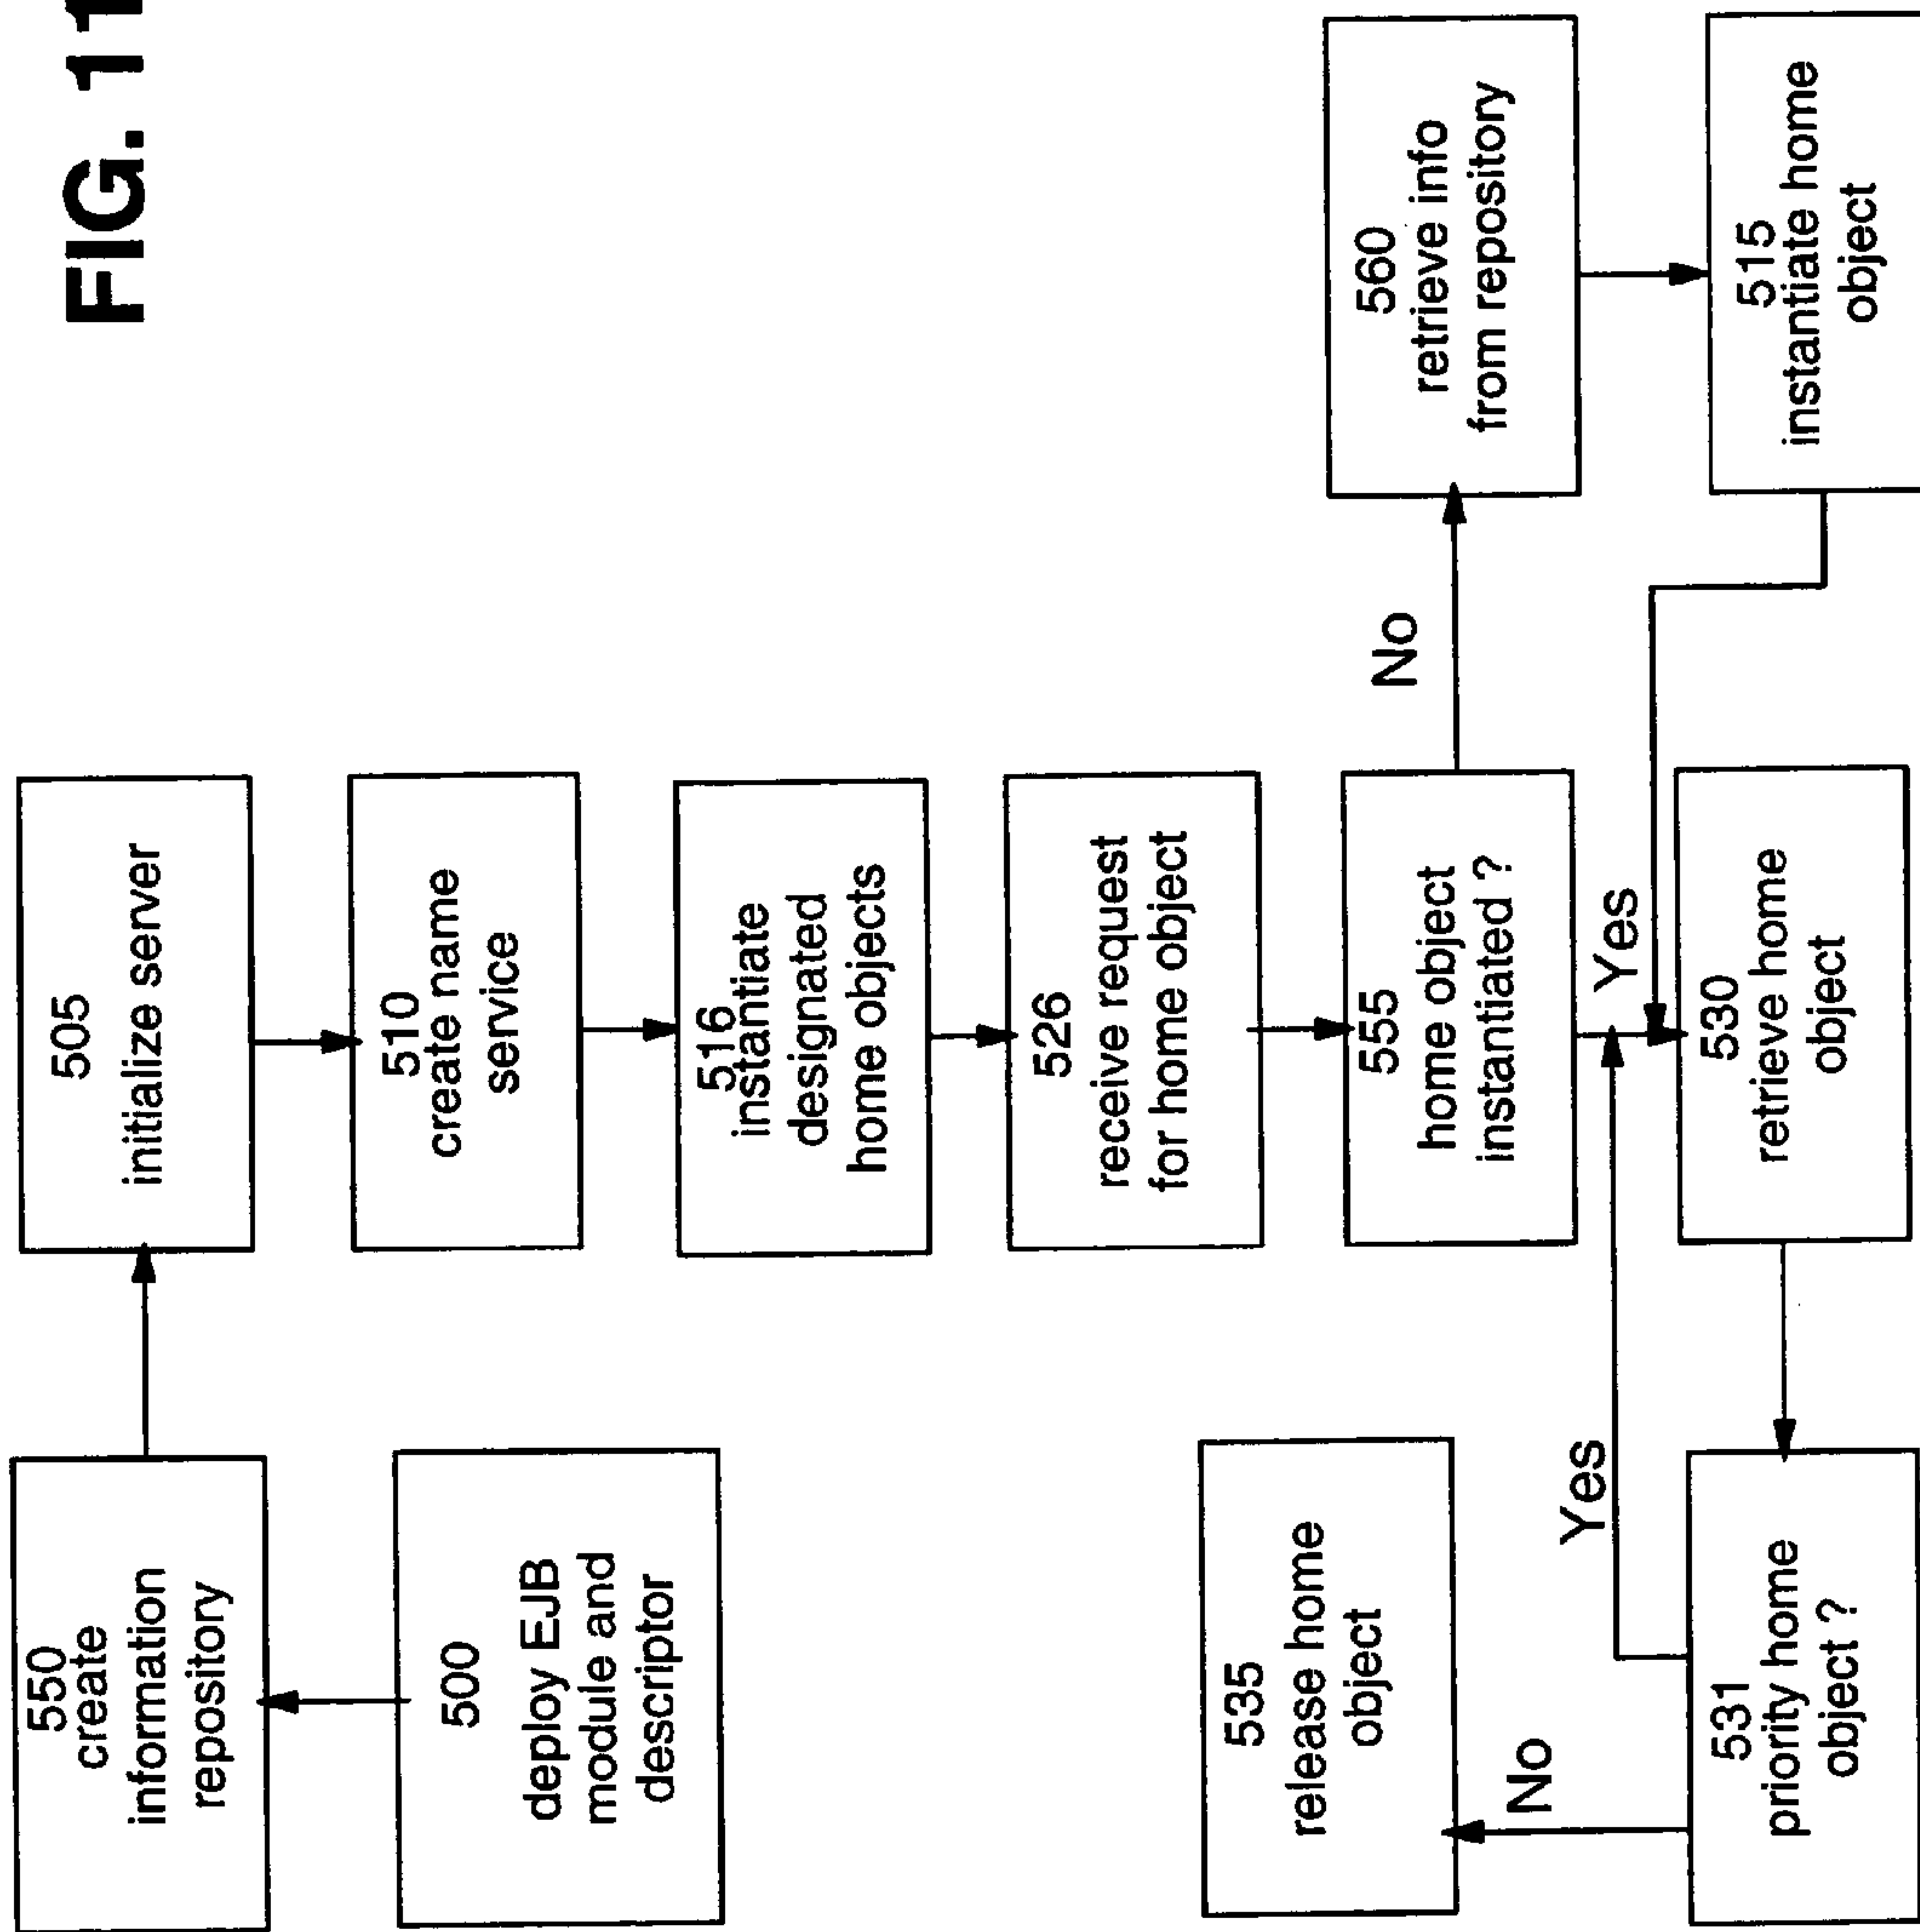 FIG. 11
550
create
information
repository
500
deploy EJB
module and
descriptor
505
initialize server
510
create name
service
516
instantiate
designated
home objects
526
receive request
for home object
555
home object
instantiated ?
No
560
retrieve info
from repository
515
instantiate home
object
Yes
530
retrieve home
object
Yes
531
priority home
object ?
No
535
release home
object